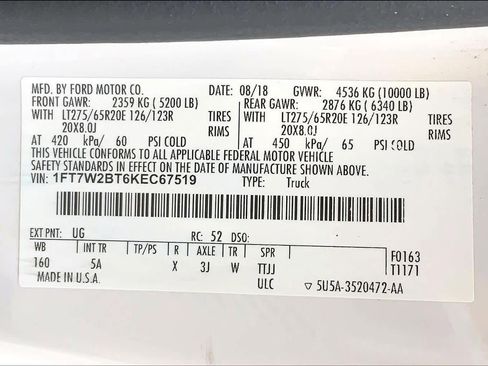 MFD. BY FORD MOTOR CO. DATE: 08/18 GVWR: 4536 KG (10000 LB)
FRONT GAWR: 2359 KG ( 5200 LB) REAR GAWR: 2876 KG ( 6340 LB)
WITH LT275/65R20E 126/123R TIRES WITH LT275/65R20E 126/123R TIRES
20X8.0J RIMS 20X8.0J RIMS
AT 420 kPa/ 60 PSI COLD AT 450 kPa/ 65 PSI COLD
THIS VEHICLE CONFORMS TO ALL APPLICABLE FEDERAL MOTOR VEHICLE
SAFETY STANDARDS IN EFFECT ON THE DATE OF MANUFACTURE SHOWN ABOVE.
VIN: 1FT7W2BT6KEC67519 TYPE: Truck
EXT PNT: UG RC: 52 DSO:
WB INT TR TP/PS R AXLE TR SPR F0163
160 5A X 3J W TTJJ T1171
MADE IN U.S.A. ULC ▽ 5U5A-3520472-AA